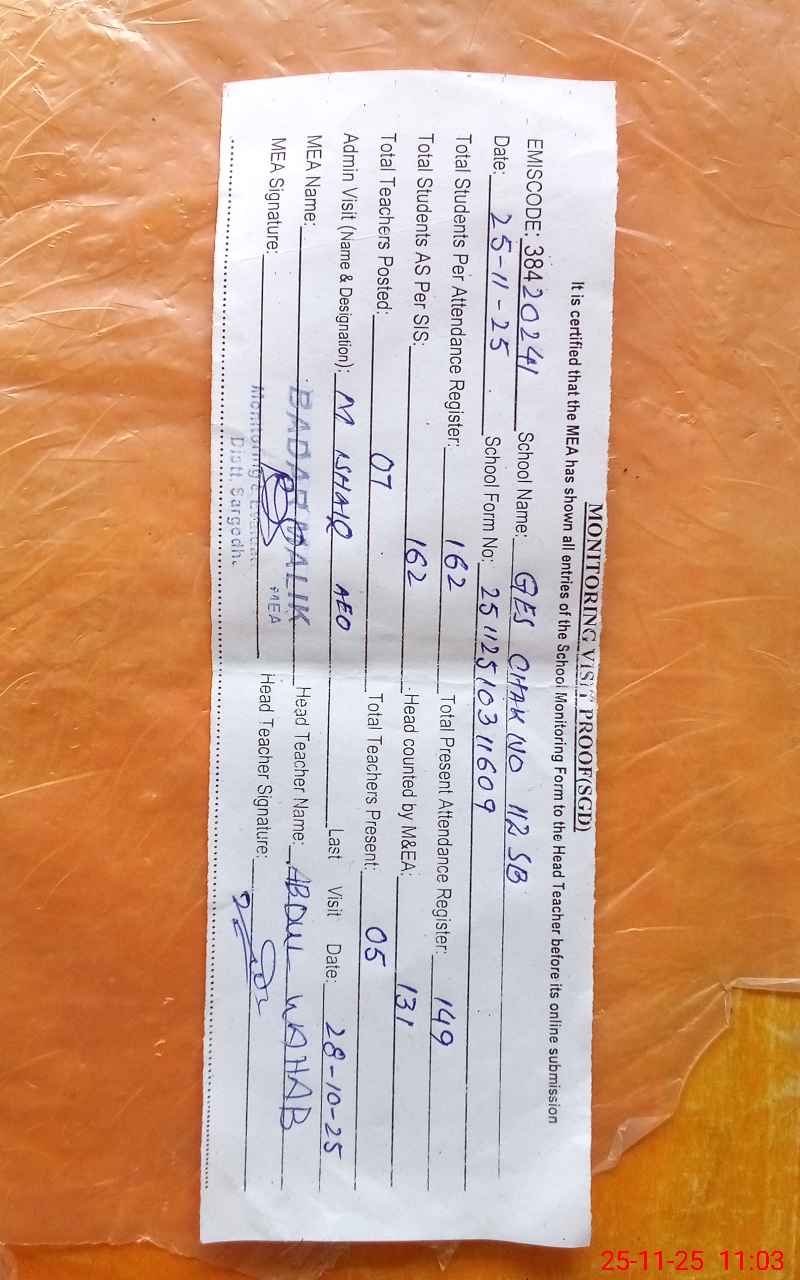 MONITORING VISIT PROOF(SGD)
It is certified that the MEA has shown all entries of the School Monitoring Form to the Head Teacher before its online submission
EMISCODE: 38420241 School Name: GES CHAK NO 112 SB
Date: 25-11-25 School Form No: 25112510311609
Total Students Per Attendance Register: 162 Total Present Attendance Register: 149
Total Students AS Per SIS: 162 Head counted by M&EA: 131
Total Teachers Posted: 07 Total Teachers Present: 05
Admin Visit (Name & Designation): M ISHAIQ AEO Last Visit Date: 28-10-25
MEA Name: BADAR MALIK Head Teacher Name: ABDUL WAHAB
MEA Signature: MEA Head Teacher Signature:
Monitoring &
Distt. Sargodha
25-11-25 11:03